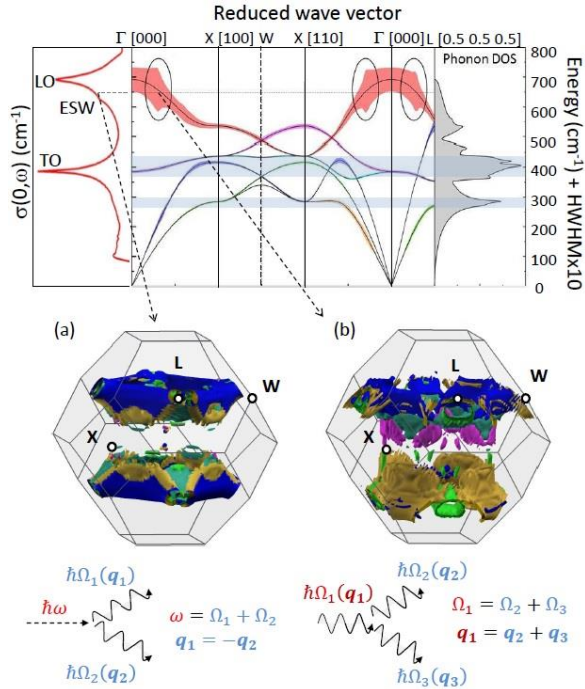 Reduced wave vector
Γ [000] X [100] W X [110] Γ [000] L [0.5 0.5 0.5]
Phonon DOS
LO
ESW
TO
σ(0,ω) (cm⁻¹)
800
700
600
500
400
300
200
100
0
Energy (cm⁻¹) + HWHMx10
(a)
L
W
X
(b)
L
W
X
ħω
ħΩ₁(q₁)
ħΩ₂(q₂)
ω = Ω₁ + Ω₂
q₁ = −q₂
ħΩ₁(q₁)
ħΩ₂(q₂)
ħΩ₃(q₃)
Ω₁ = Ω₂ + Ω₃
q₁ = q₂ + q₃